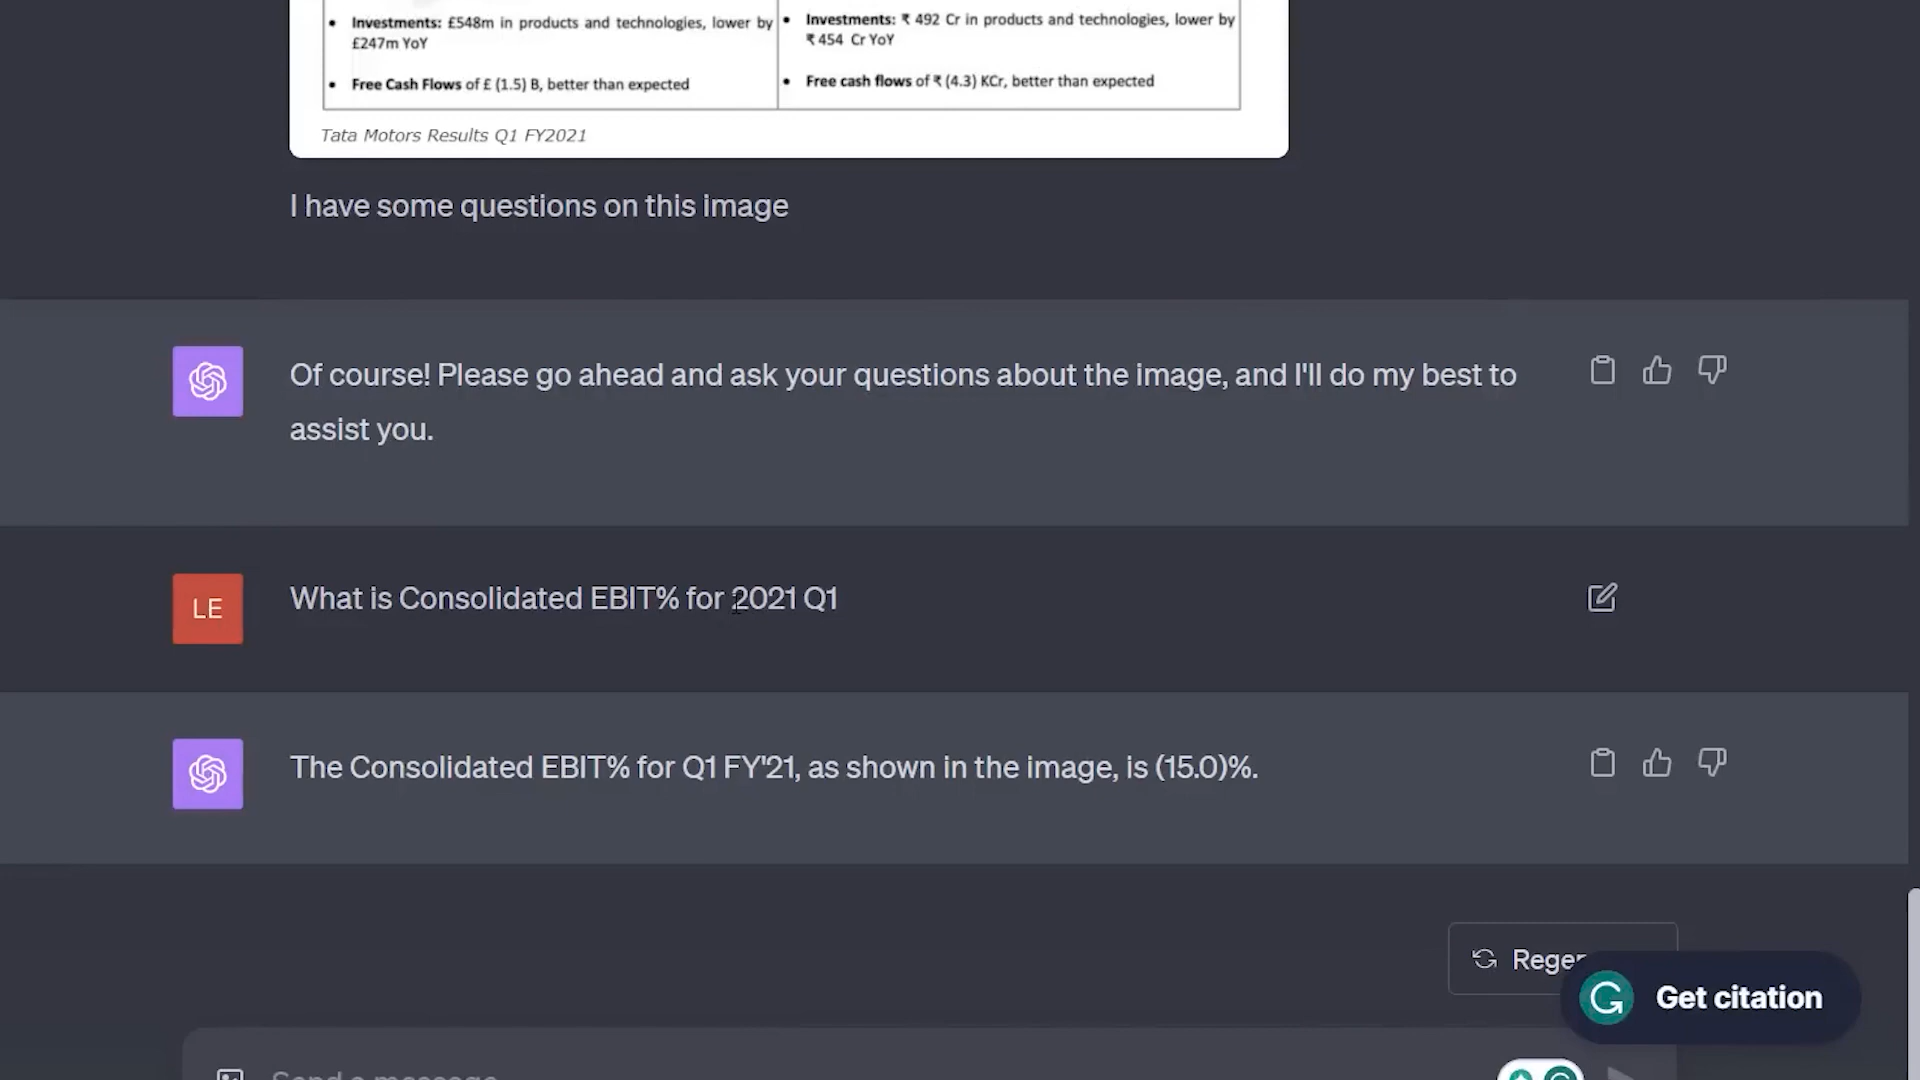 • Investments: £548m in products and technologies, lower by £247m YoY
• Free Cash Flows of £ (1.5) B, better than expected
• Investments: ₹ 492 Cr in products and technologies, lower by ₹ 454 Cr YoY
• Free cash flows of ₹ (4.3) KCr, better than expected
Tata Motors Results Q1 FY2021
I have some questions on this image
Of course! Please go ahead and ask your questions about the image, and I'll do my best to
assist you.
LE
What is Consolidated EBIT% for 2021 Q1
The Consolidated EBIT% for Q1 FY'21, as shown in the image, is (15.0)%.
Get citation
Send a message